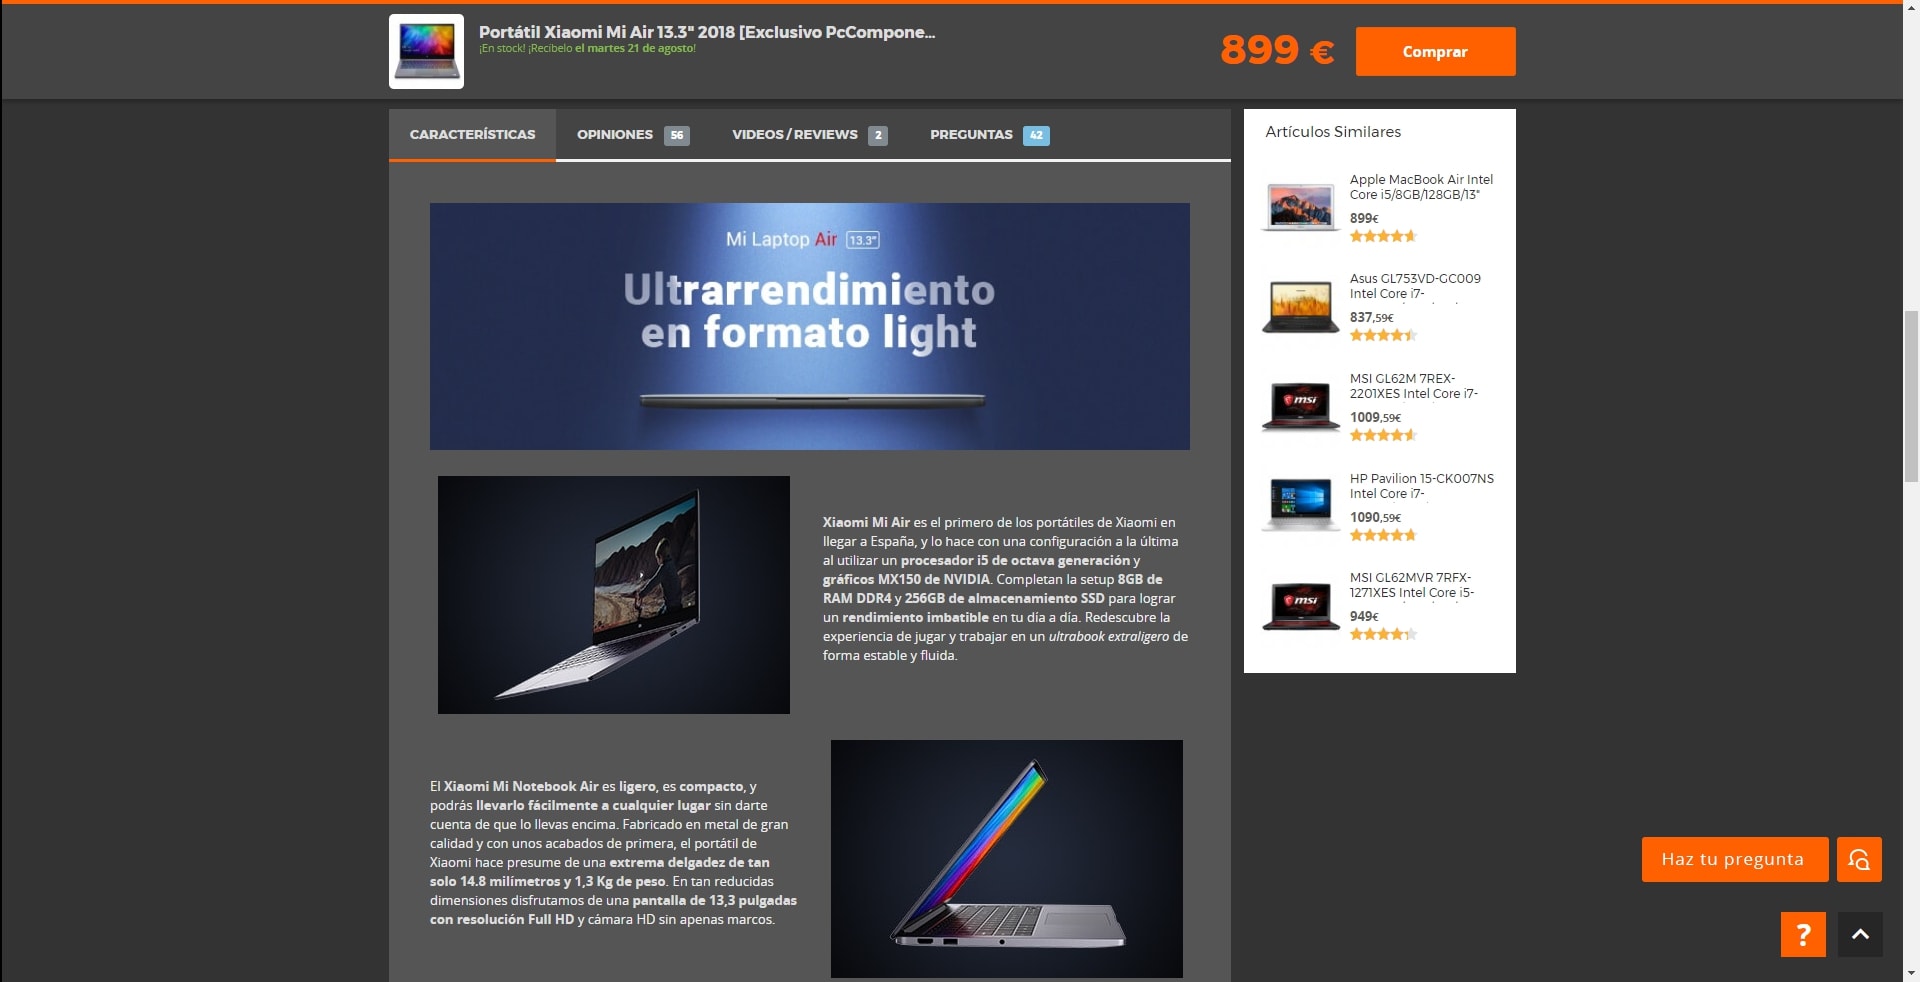 Portátil Xiaomi Mi Air 13.3" 2018 [Exclusivo PcCompone...
¡En stock! ¡Recíbelo el martes 21 de agosto!
899 €
Comprar
CARACTERÍSTICAS
OPINIONES 56
VIDEOS / REVIEWS 2
PREGUNTAS 42
Mi Laptop Air 13.3"
Ultrarrendimiento
en formato light
Xiaomi Mi Air es el primero de los portátiles de Xiaomi en
llegar a España, y lo hace con una configuración a la última
al utilizar un procesador i5 de octava generación y
gráficos MX150 de NVIDIA. Completan la setup 8GB de
RAM DDR4 y 256GB de almacenamiento SSD para lograr
un rendimiento imbatible en tu día a día. Redescubre la
experiencia de jugar y trabajar en un ultrabook extraligero de
forma estable y fluida.
El Xiaomi Mi Notebook Air es ligero, es compacto, y
podrás llevarlo fácilmente a cualquier lugar sin darte
cuenta de que lo llevas encima. Fabricado en metal de gran
calidad y con unos acabados de primera, el portátil de
Xiaomi hace presume de una extrema delgadez de tan
solo 14.8 milímetros y 1,3 Kg de peso. En tan reducidas
dimensiones disfrutamos de una pantalla de 13,3 pulgadas
con resolución Full HD y cámara HD sin apenas marcos.
Artículos Similares
Apple MacBook Air Intel
Core i5/8GB/128GB/13"
899€
Asus GL753VD-GC009
Intel Core i7-
837,59€
msi
MSI GL62M 7REX-
2201XES Intel Core i7-
1009,59€
HP Pavilion 15-CK007NS
Intel Core i7-
1090,59€
msi
MSI GL62MVR 7RFX-
1271XES Intel Core i5-
949€
Haz tu pregunta
?